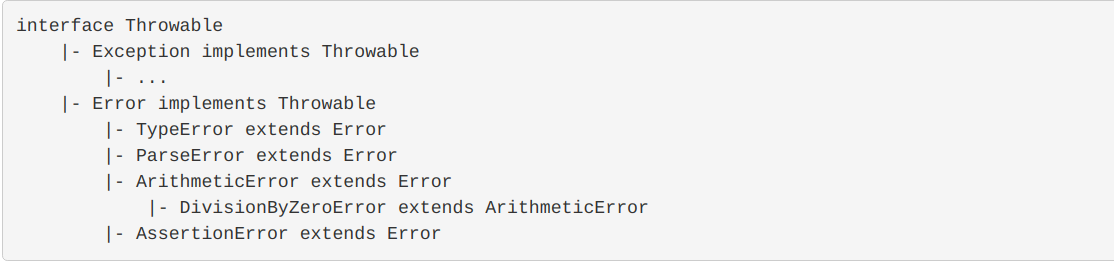 interface Throwable
    |- Exception implements Throwable
        |- ...
    |- Error implements Throwable
        |- TypeError extends Error
        |- ParseError extends Error
        |- ArithmeticError extends Error
            |- DivisionByZeroError extends ArithmeticError
        |- AssertionError extends Error